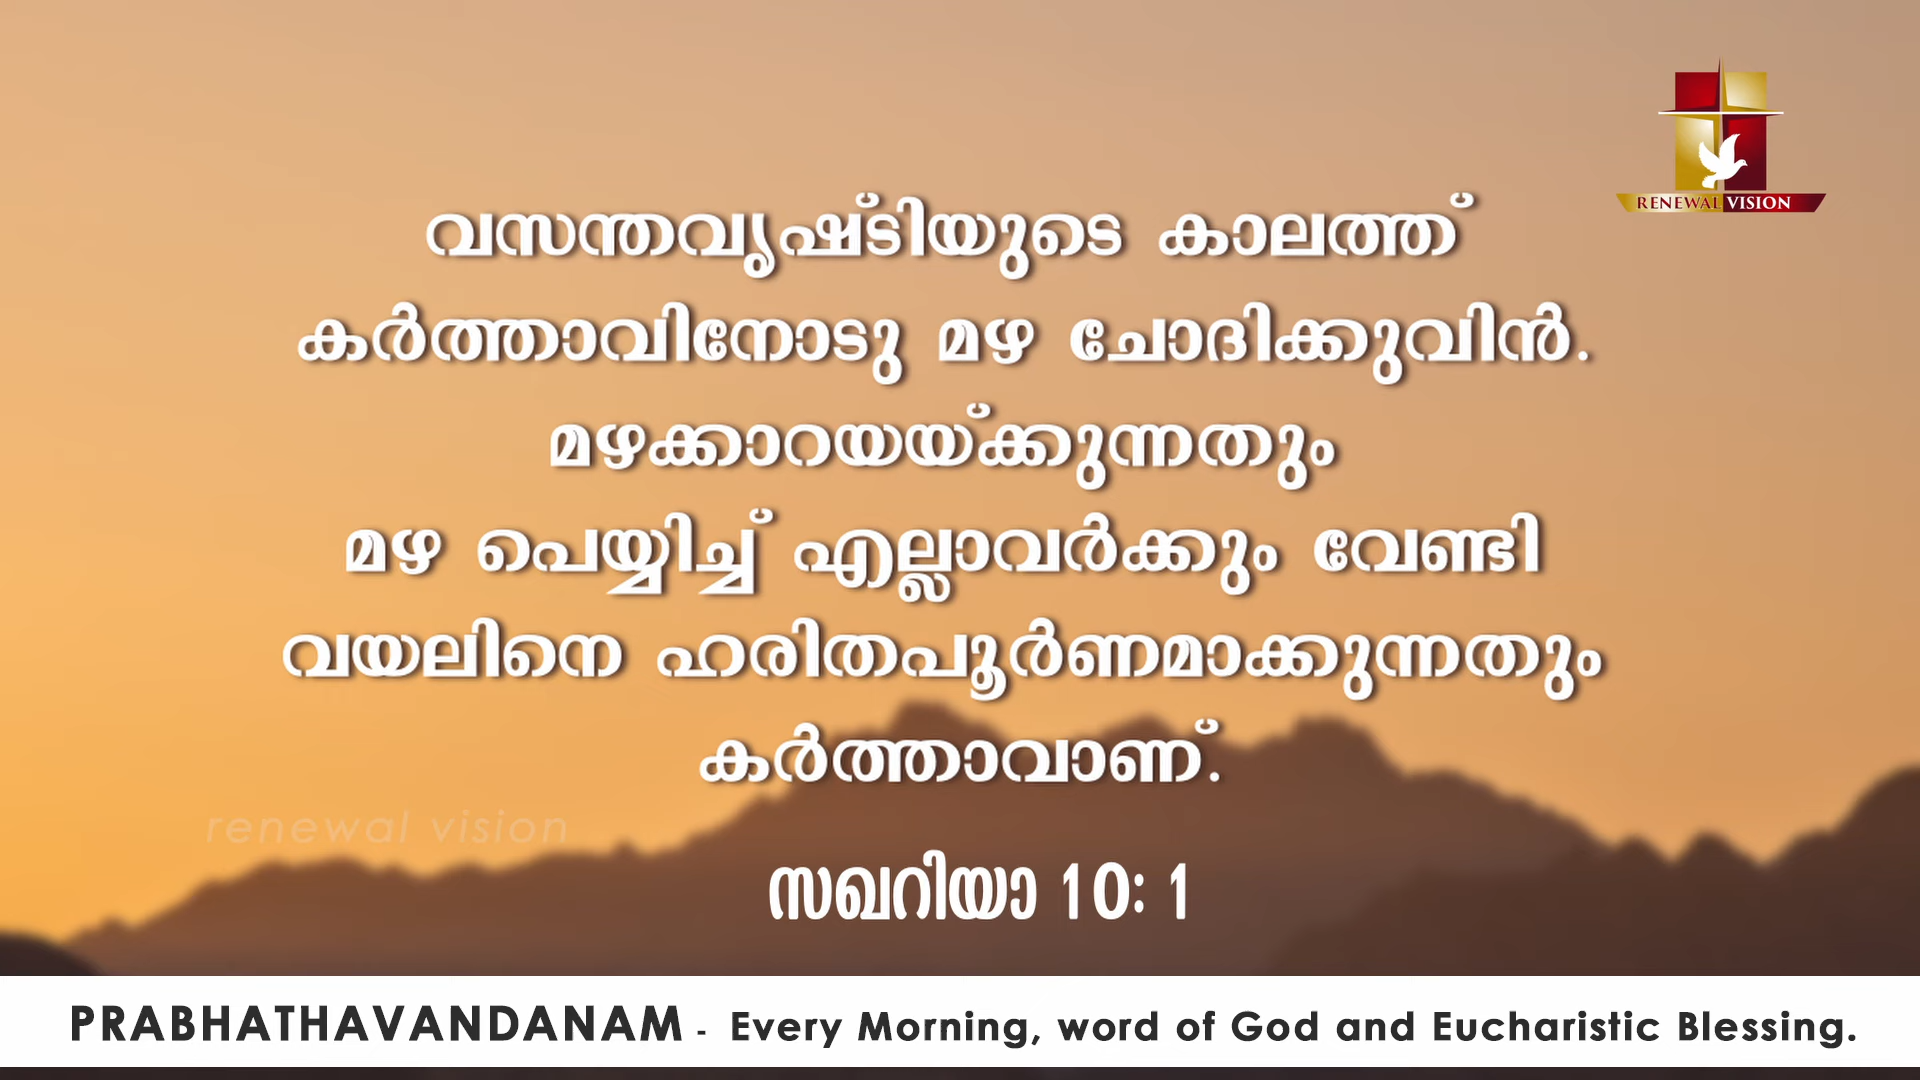 RENEWAL VISION
വസന്തവൃഷ്ടിയുടെ കാലത്ത്
കർത്താവിനോടു മഴ ചോദിക്കുവിൻ.
മഴക്കാറയയ്ക്കുന്നതും
മഴ പെയ്യിച്ച് എല്ലാവർക്കും വേണ്ടി
വയലിനെ ഹരിതപൂർണമാക്കുന്നതും
കർത്താവാണ്.
renewal vision
സഖറിയാ 10: 1
PRABHATHAVANDANAM - Every Morning, word of God and Eucharistic Blessing.